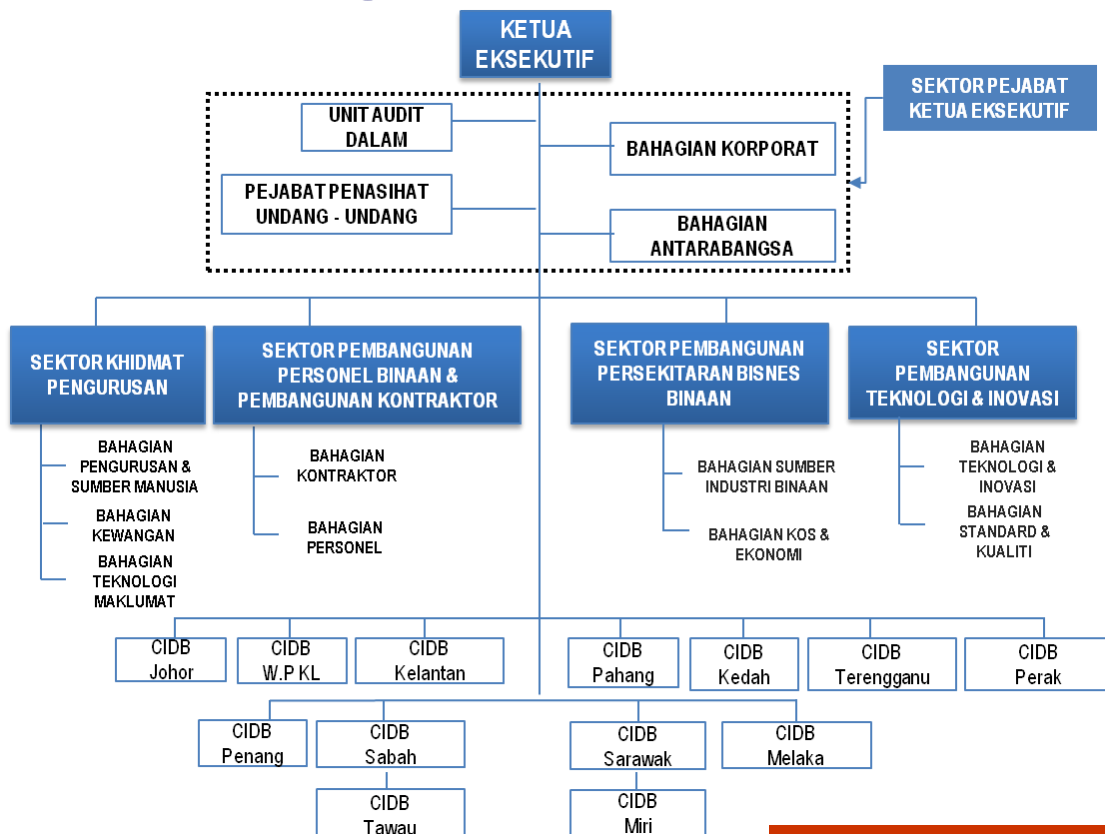 KETUA
EKSEKUTIF
SEKTOR PEJABAT
KETUA EKSEKUTIF
UNIT AUDIT
DALAM
BAHAGIAN KORPORAT
PEJABAT PENASIHAT
UNDANG - UNDANG
BAHAGIAN
ANTARABANGSA
SEKTOR KHIDMAT
PENGURUSAN
SEKTOR PEMBANGUNAN
PERSONEL BINAAN &
PEMBANGUNAN KONTRAKTOR
SEKTOR PEMBANGUNAN
PERSEKITARAN BISNES
BINAAN
SEKTOR
PEMBANGUNAN
TEKNOLOGI & INOVASI
BAHAGIAN
PENGURUSAN &
SUMBER MANUSIA
BAHAGIAN
KEWANGAN
BAHAGIAN
TEKNOLOGI
MAKLUMAT
BAHAGIAN
KONTRAKTOR
BAHAGIAN
PERSONEL
BAHAGIAN SUMBER
INDUSTRI BINAAN
BAHAGIAN KOS &
EKONOMI
BAHAGIAN
TEKNOLOGI &
INOVASI
BAHAGIAN
STANDARD &
KUALITI
CIDB
Johor
CIDB
W.P KL
CIDB
Kelantan
CIDB
Pahang
CIDB
Kedah
CIDB
Terengganu
CIDB
Perak
CIDB
Penang
CIDB
Sabah
CIDB
Sarawak
CIDB
Melaka
CIDB
Tawau
CIDB
Miri